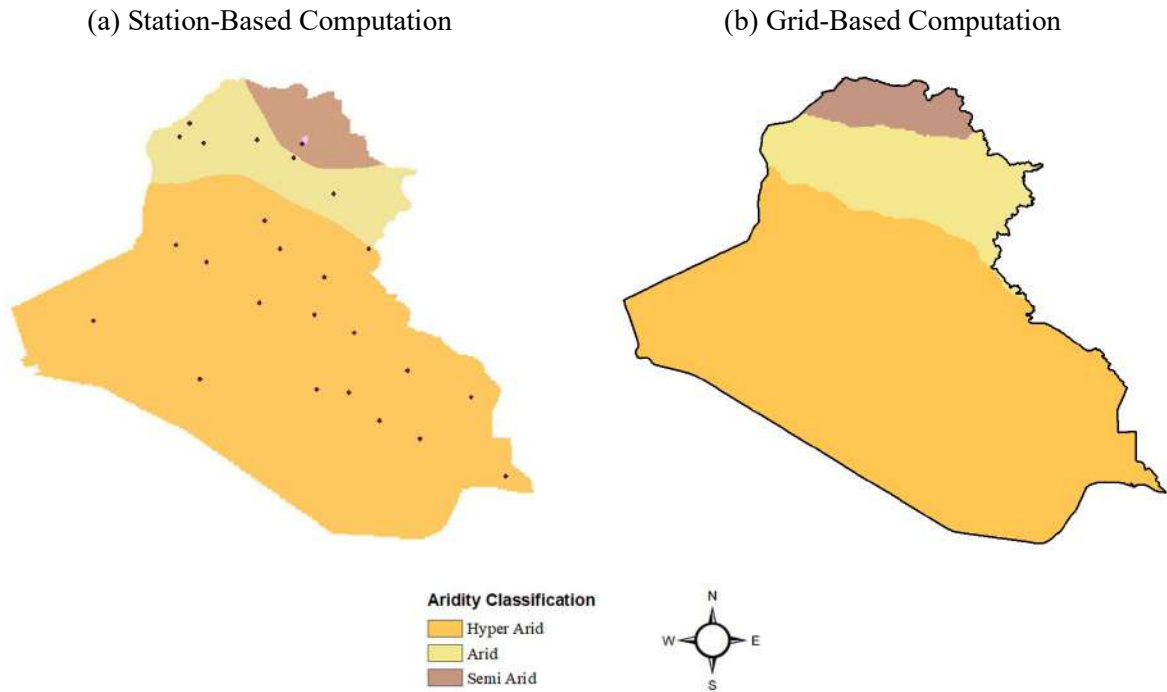 (a) Station-Based Computation
(b) Grid-Based Computation
Aridity Classification
Hyper Arid
Arid
Semi Arid
N
W
E
S